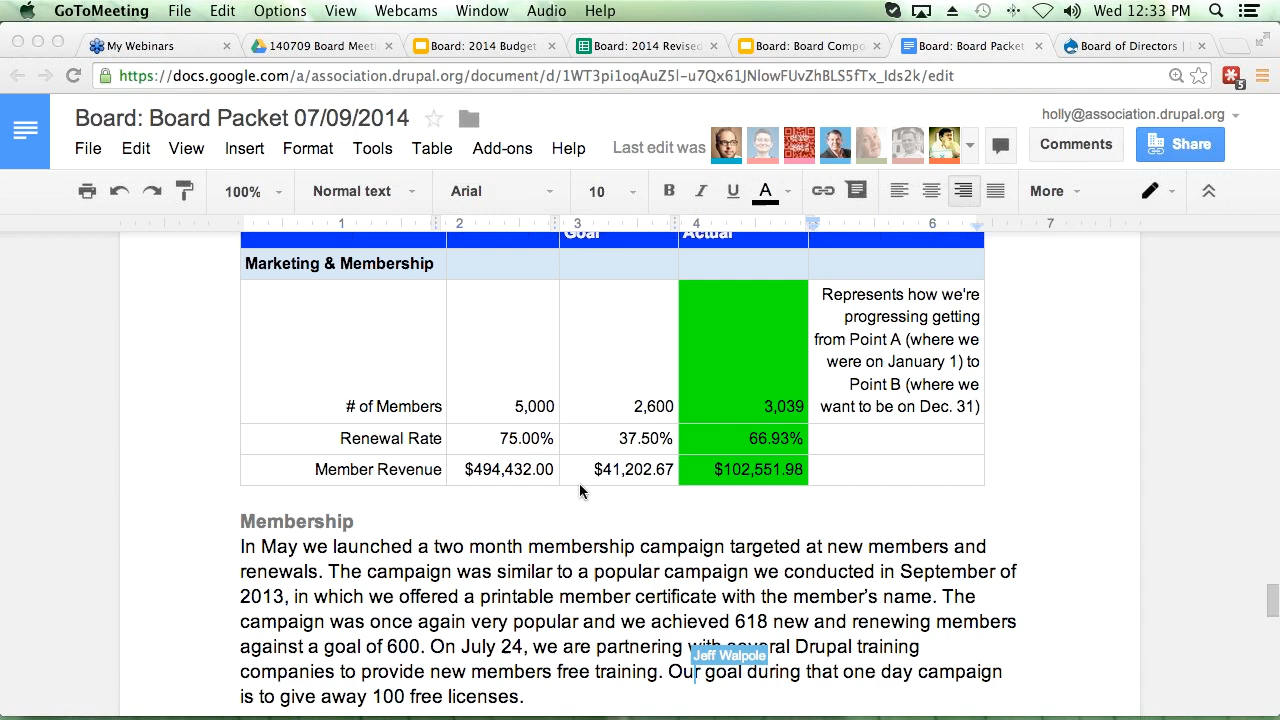 GoToMeeting File Edit Options View Webcams Window Audio Help Wed 12:33 PM
My Webinars × 140709 Board Meeti × Board: 2014 Budget × Board: 2014 Revised × Board: Board Comp × Board: Board Packet × Board of Directors ×
https://docs.google.com/a/association.drupal.org/document/d/1WT3pi1oqAuZ5l-u7Qx61JNlowFUvZhBLS5fTx_Ids2k/edit 5
Board: Board Packet 07/09/2014 holly@association.drupal.org
File Edit View Insert Format Tools Table Add-ons Help Last edit was Comments Share
100% Normal text Arial 10 B I U A More
1 2 3 4 6 7
Goal Actual
Marketing & Membership
Represents how we're
progressing getting
from Point A (where we
were on January 1) to
Point B (where we
# of Members 5,000 2,600 3,039 want to be on Dec. 31)
Renewal Rate 75.00% 37.50% 66.93%
Member Revenue $494,432.00 $41,202.67 $102,551.98
Membership
In May we launched a two month membership campaign targeted at new members and
renewals. The campaign was similar to a popular campaign we conducted in September of
2013, in which we offered a printable member certificate with the member's name. The
campaign was once again very popular and we achieved 618 new and renewing members
against a goal of 600. On July 24, we are partnering with several Drupal training
Jeff Walpole
companies to provide new members free training. Our goal during that one day campaign
is to give away 100 free licenses.